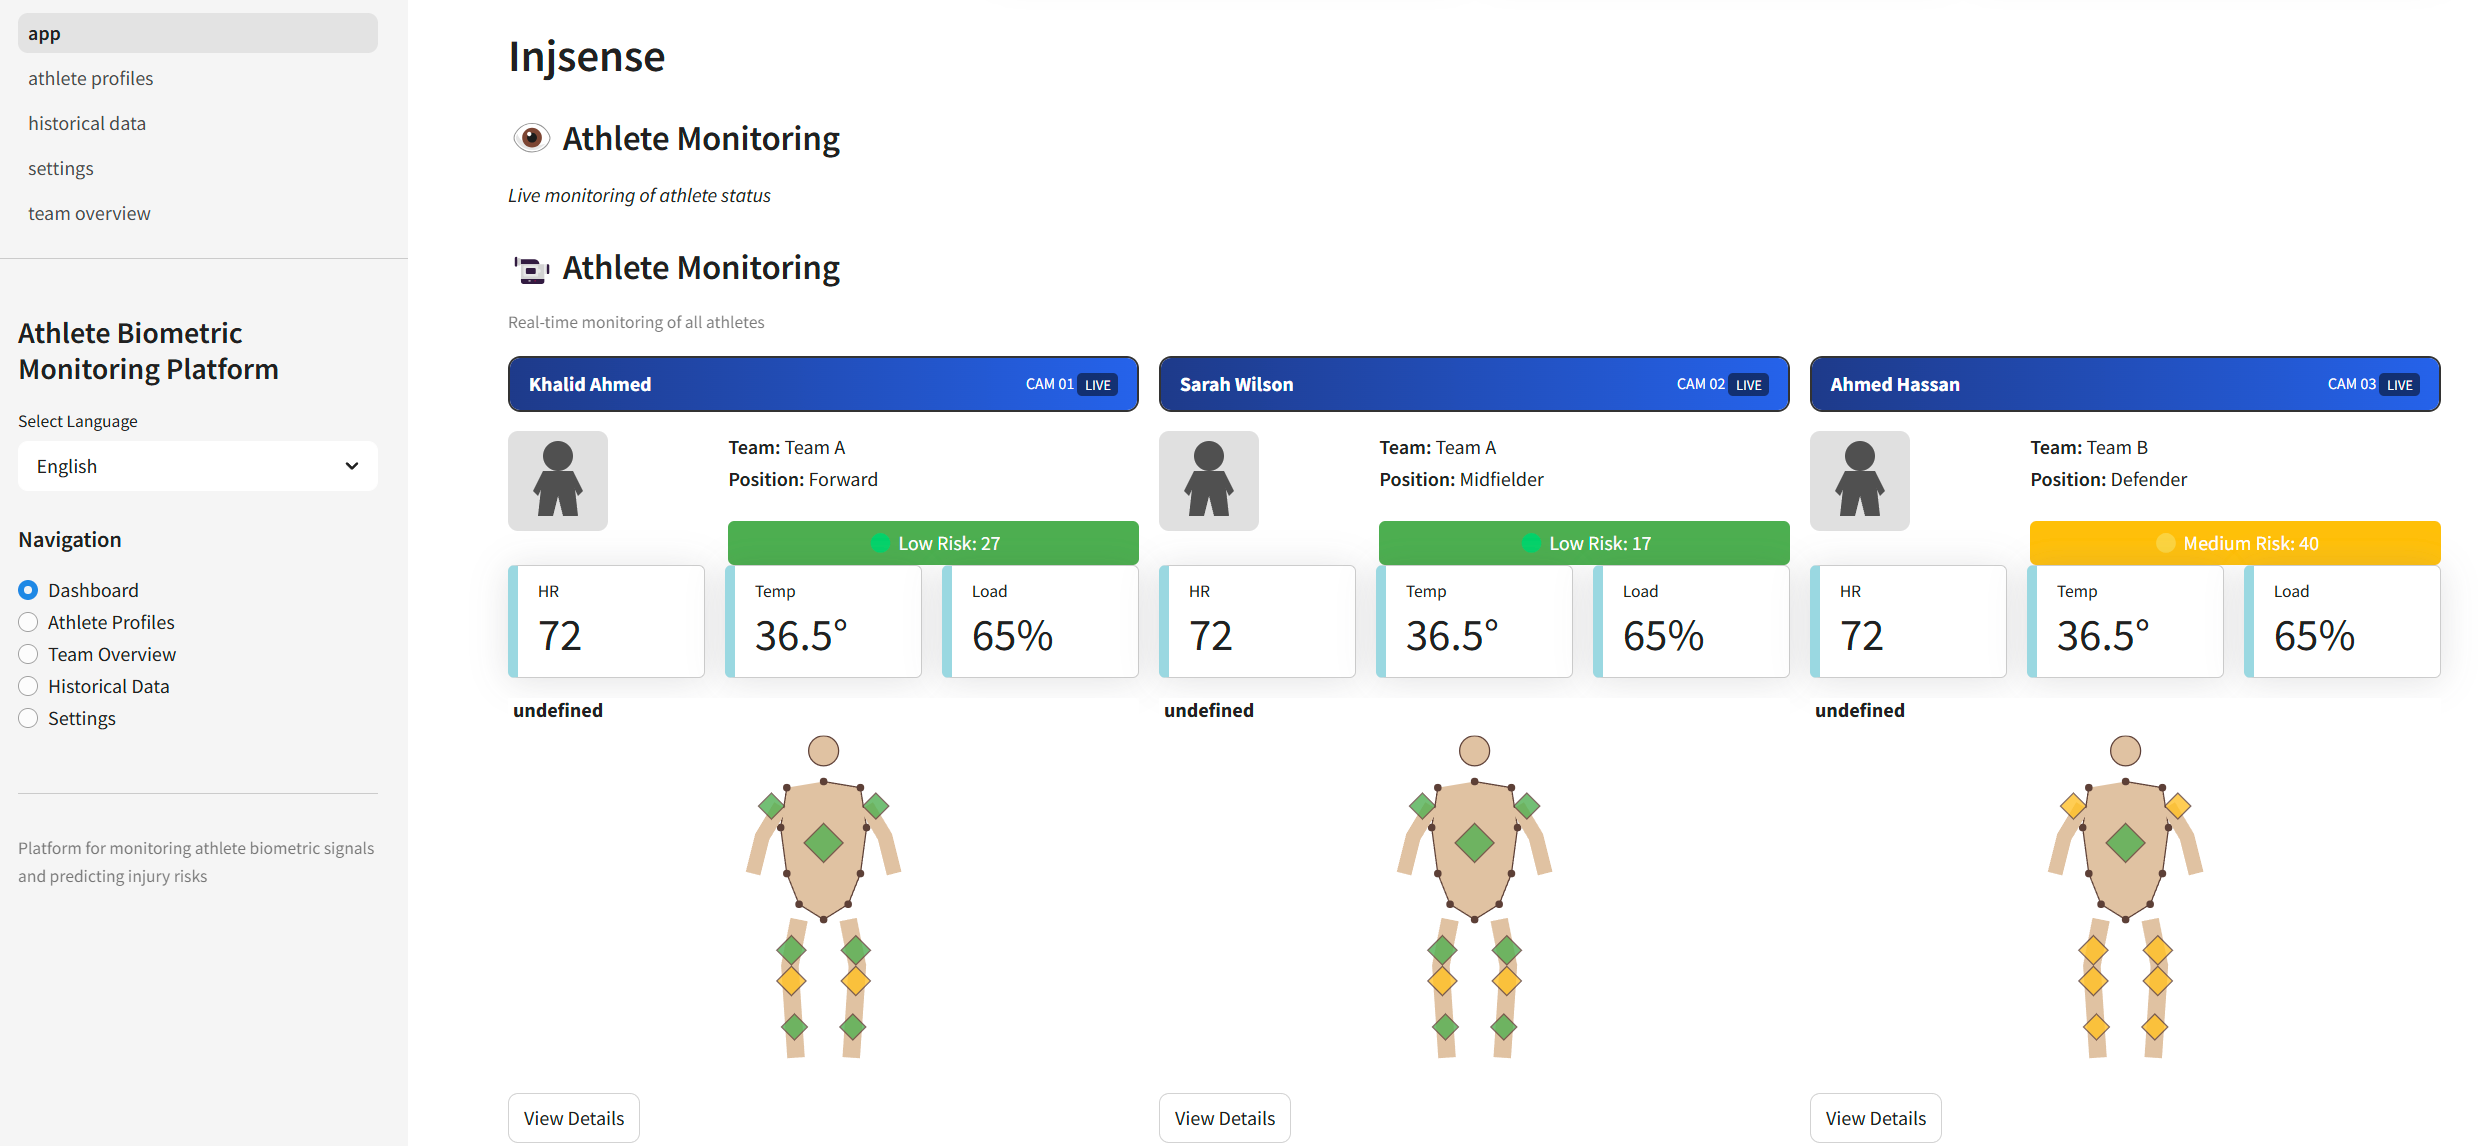 app
athlete profiles
historical data
settings
team overview
Athlete Biometric
Monitoring Platform
Select Language
English
Navigation
Dashboard
Athlete Profiles
Team Overview
Historical Data
Settings
Platform for monitoring athlete biometric signals
and predicting injury risks
Injsense
Athlete Monitoring
Live monitoring of athlete status
Athlete Monitoring
Real-time monitoring of all athletes
Khalid Ahmed CAM 01 LIVE
Team: Team A
Position: Forward
Low Risk: 27
HR Temp Load
72 36.5° 65%
undefined
View Details
Sarah Wilson CAM 02 LIVE
Team: Team A
Position: Midfielder
Low Risk: 17
HR Temp Load
72 36.5° 65%
undefined
View Details
Ahmed Hassan CAM 03 LIVE
Team: Team B
Position: Defender
Medium Risk: 40
HR Temp Load
72 36.5° 65%
undefined
View Details